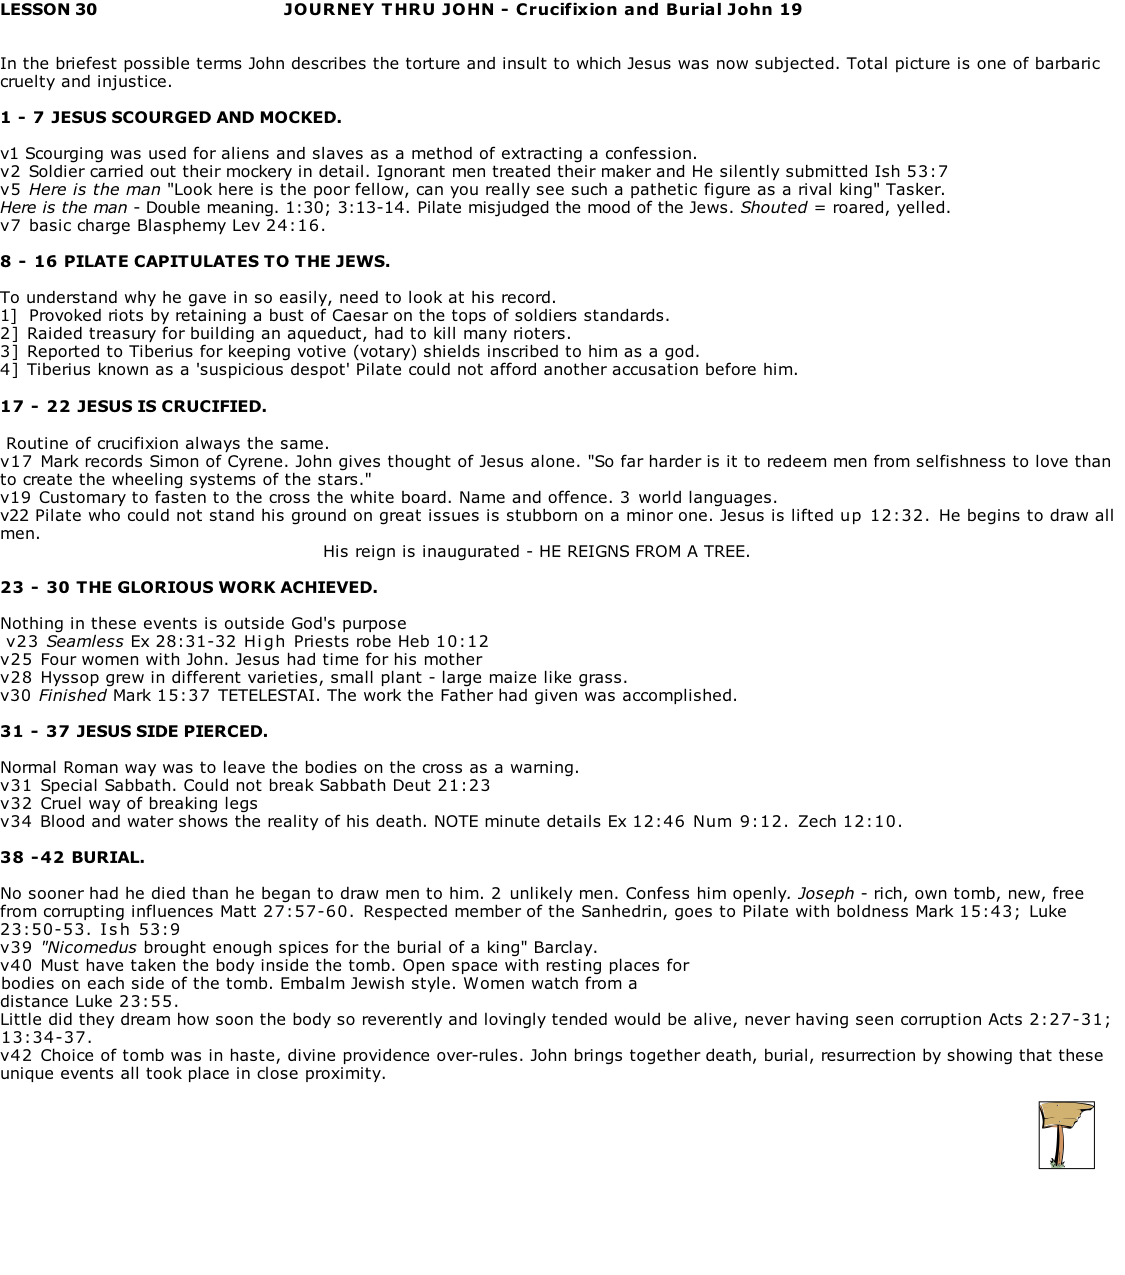 LESSON 30 JOURNEY THRU JOHN - Crucifixion and Burial John 19
In the briefest possible terms John describes the torture and insult to which Jesus was now subjected. Total picture is one of barbaric
cruelty and injustice.
1 - 7 JESUS SCOURGED AND MOCKED.
v1 Scourging was used for aliens and slaves as a method of extracting a confession.
v2 Soldier carried out their mockery in detail. Ignorant men treated their maker and He silently submitted Ish 53:7
v5 Here is the man "Look here is the poor fellow, can you really see such a pathetic figure as a rival king" Tasker.
Here is the man - Double meaning. 1:30; 3:13-14. Pilate misjudged the mood of the Jews. Shouted = roared, yelled.
v7 basic charge Blasphemy Lev 24:16.
8 - 16 PILATE CAPITULATES TO THE JEWS.
To understand why he gave in so easily, need to look at his record.
1] Provoked riots by retaining a bust of Caesar on the tops of soldiers standards.
2] Raided treasury for building an aqueduct, had to kill many rioters.
3] Reported to Tiberius for keeping votive (votary) shields inscribed to him as a god.
4] Tiberius known as a 'suspicious despot' Pilate could not afford another accusation before him.
17 - 22 JESUS IS CRUCIFIED.
Routine of crucifixion always the same.
v17 Mark records Simon of Cyrene. John gives thought of Jesus alone. "So far harder is it to redeem men from selfishness to love than
to create the wheeling systems of the stars."
v19 Customary to fasten to the cross the white board. Name and offence. 3 world languages.
v22 Pilate who could not stand his ground on great issues is stubborn on a minor one. Jesus is lifted up 12:32. He begins to draw all
men.
His reign is inaugurated - HE REIGNS FROM A TREE.
23 - 30 THE GLORIOUS WORK ACHIEVED.
Nothing in these events is outside God's purpose
v23 Seamless Ex 28:31-32 High Priests robe Heb 10:12
v25 Four women with John. Jesus had time for his mother
v28 Hyssop grew in different varieties, small plant - large maize like grass.
v30 Finished Mark 15:37 TETELESTAI. The work the Father had given was accomplished.
31 - 37 JESUS SIDE PIERCED.
Normal Roman way was to leave the bodies on the cross as a warning.
v31 Special Sabbath. Could not break Sabbath Deut 21:23
v32 Cruel way of breaking legs
v34 Blood and water shows the reality of his death. NOTE minute details Ex 12:46 Num 9:12. Zech 12:10.
38 -42 BURIAL.
No sooner had he died than he began to draw men to him. 2 unlikely men. Confess him openly. Joseph - rich, own tomb, new, free
from corrupting influences Matt 27:57-60. Respected member of the Sanhedrin, goes to Pilate with boldness Mark 15:43; Luke
23:50-53. Ish 53:9
v39 "Nicomedus brought enough spices for the burial of a king" Barclay.
v40 Must have taken the body inside the tomb. Open space with resting places for
bodies on each side of the tomb. Embalm Jewish style. Women watch from a
distance Luke 23:55.
Little did they dream how soon the body so reverently and lovingly tended would be alive, never having seen corruption Acts 2:27-31;
13:34-37.
v42 Choice of tomb was in haste, divine providence over-rules. John brings together death, burial, resurrection by showing that these
unique events all took place in close proximity.